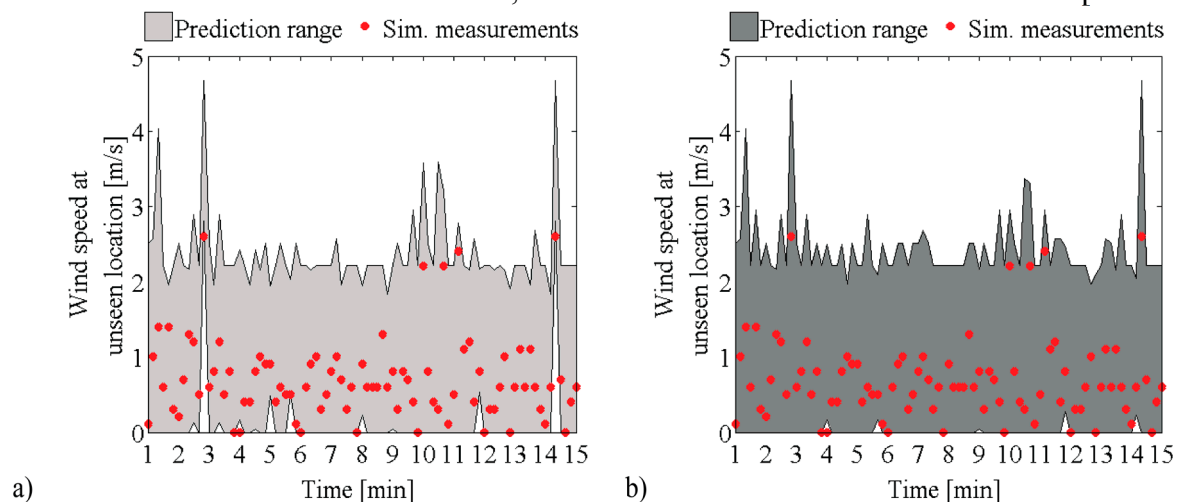 Prediction range Sim. measurements
5
4
3
2
1
0
Wind speed at
unseen location [m/s]
1 2 3 4 5 6 7 8 9 10 11 12 13 14 15
Time [min]
a)
Prediction range Sim. measurements
5
4
3
2
1
0
Wind speed at
unseen location [m/s]
1 2 3 4 5 6 7 8 9 10 11 12 13 14 15
Time [min]
b)